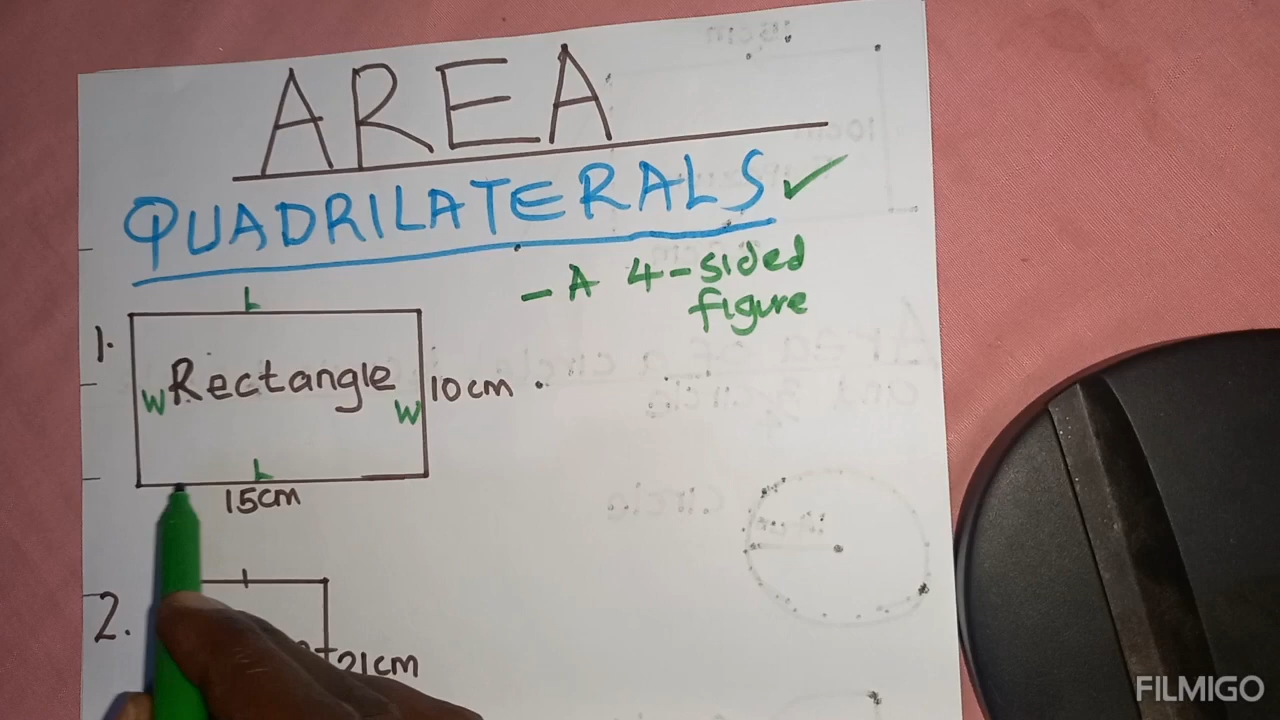 AREA
QUADRILATERALS ✓
- A 4-sided
figure
L
1.
W Rectangle W 10cm
L
15cm
2.
21cm
FILMIGO